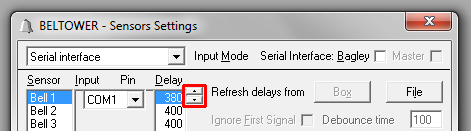 BELTOWER - Sensors Settings
Serial interface Input Mode Serial Interface: Bagley Master
Sensor Input Pin Delay
Bell 1 COM1 380 Refresh delays from Box File
Bell 2 400
Bell 3 400 Ignore First Signal Debounce time 100